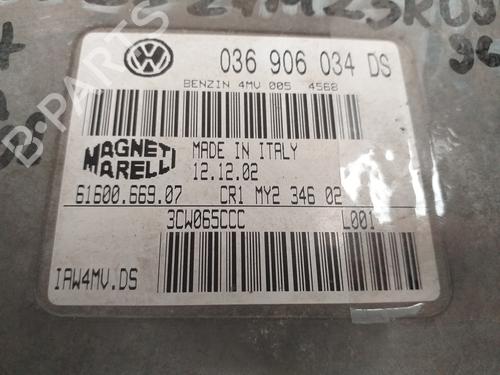 036 906 034 DS
BENZIN 4MV 005 4568
MAGNETI MARELLI
MADE IN ITALY
12.12.02
61600.669.07 CR1 MY2 346 02
3CW065CCC L001
IAW4MV.DS
B-PARTS